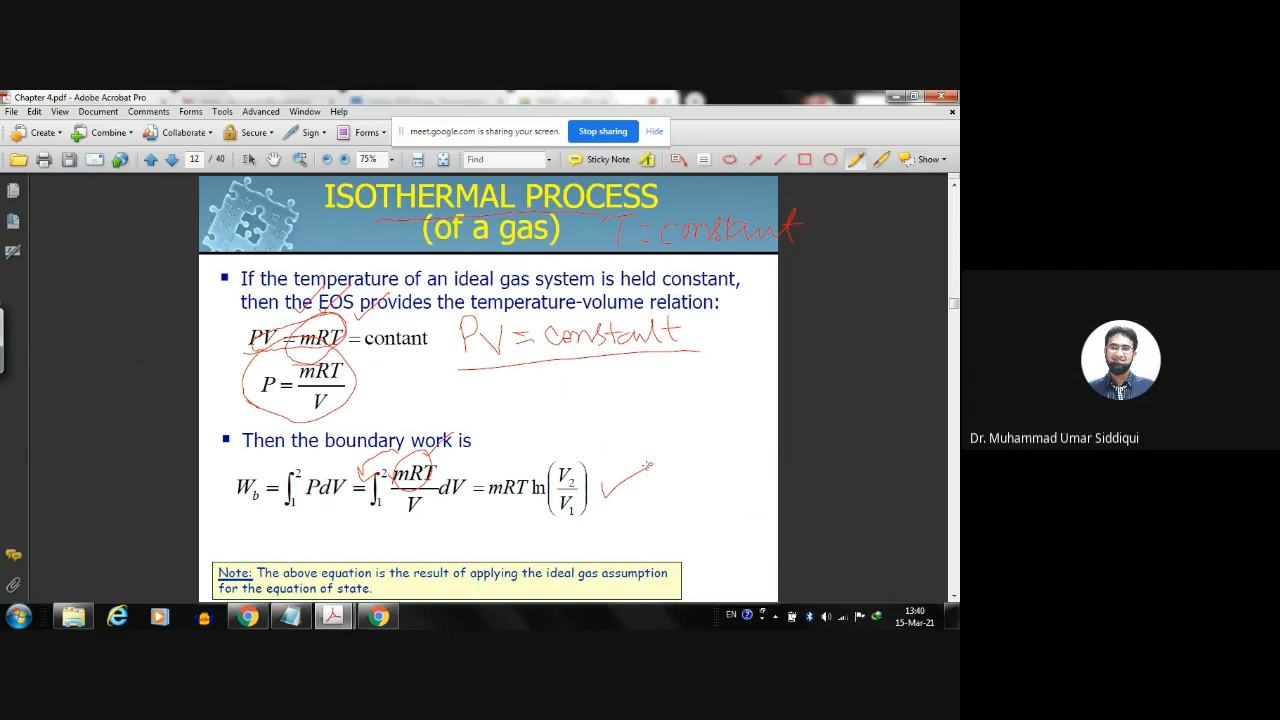 Chapter 4.pdf - Adobe Acrobat Pro
File Edit View Document Comments Forms Tools Advanced Window Help
meet.google.com is sharing your screen. Stop sharing Hide
Create Combine Collaborate Secure Sign Forms
12 / 40 75% Find Sticky Note Show
ISOTHERMAL PROCESS
(of a gas) T = constant
If the temperature of an ideal gas system is held constant,
then the EOS provides the temperature-volume relation:
PV = mRT = contant PV = constant
P = mRT / V
Then the boundary work is
W_b = ∫_1^2 PdV = ∫_1^2 mRT/V dV = mRT ln(V_2/V_1)
Note: The above equation is the result of applying the ideal gas assumption
for the equation of state.
Dr. Muhammad Umar Siddiqui
EN 13:40
15-Mar-21